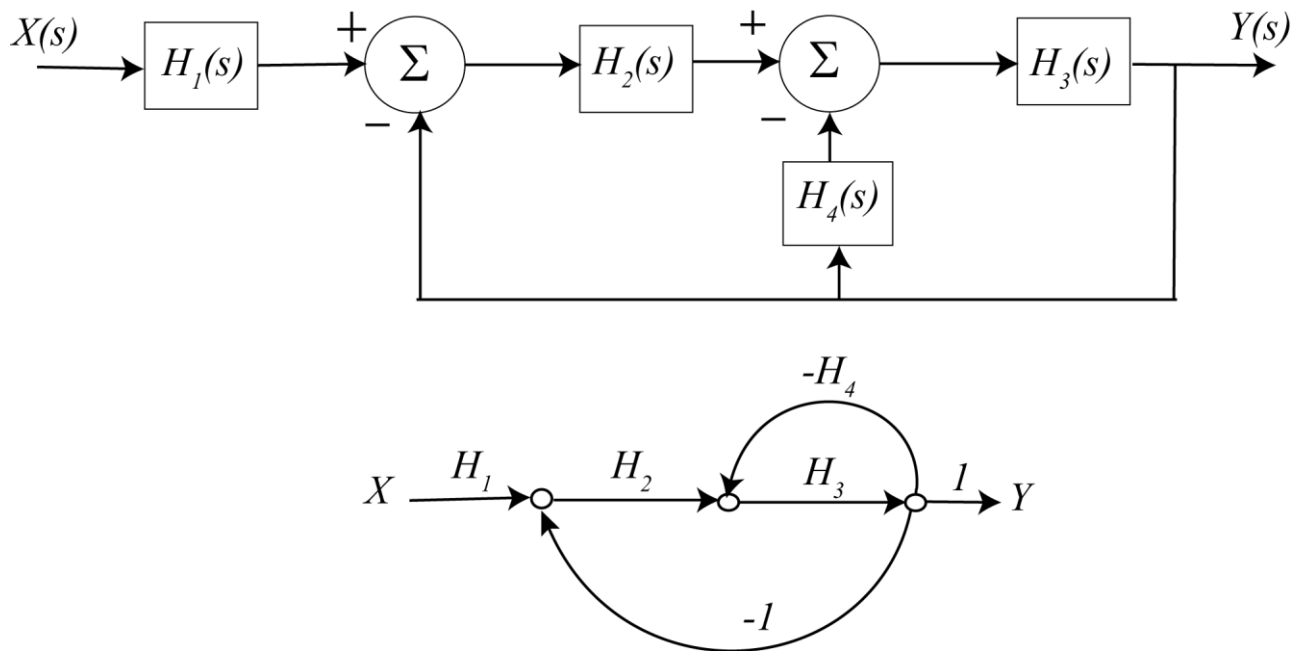 X(s)
H₁(s)
+
Σ
−
H₂(s)
+
Σ
−
H₃(s)
Y(s)
H₄(s)
-H₄
X
H₁
H₂
H₃
1
Y
-1